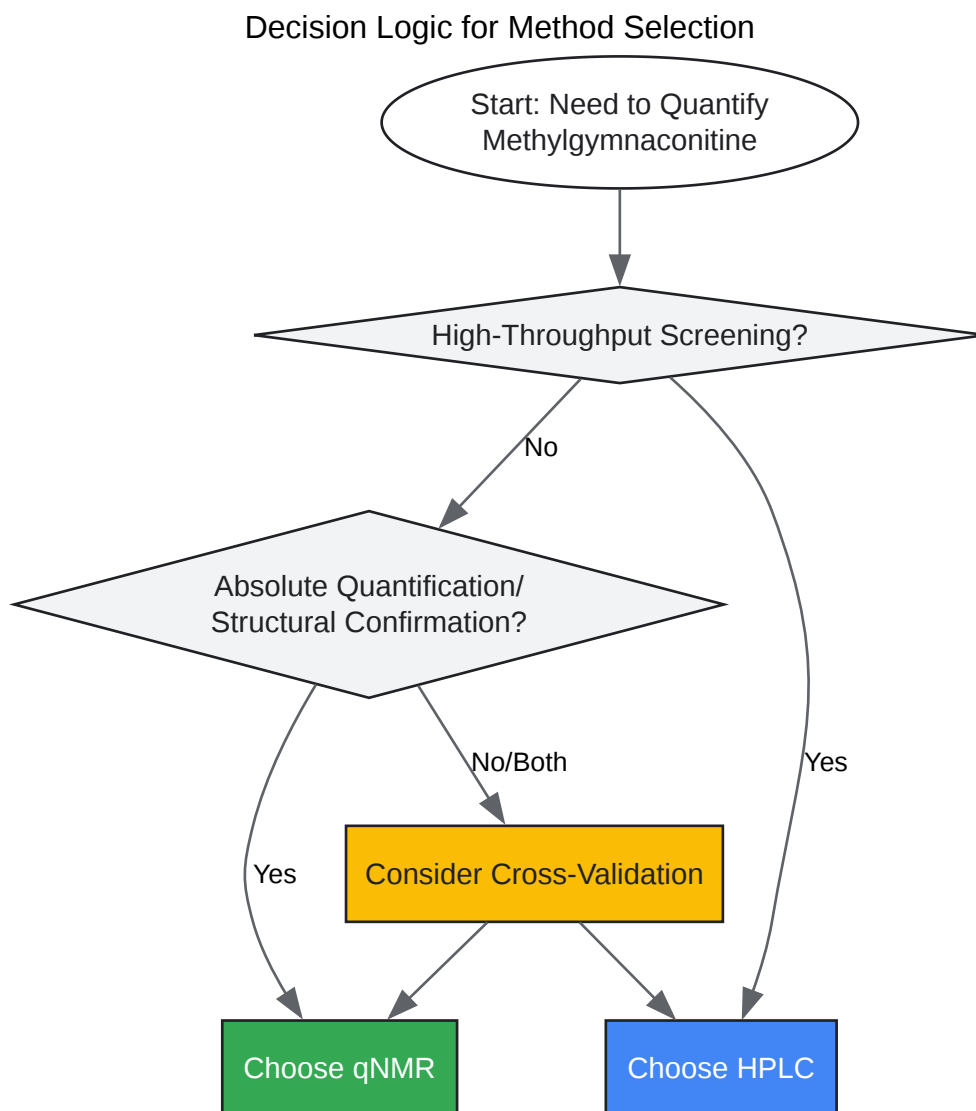 Decision Logic for Method Selection
Start: Need to Quantify
Methylgymnaconitine
High-Throughput Screening?
No
Absolute Quantification/
Structural Confirmation?
No/Both
Yes
Consider Cross-Validation
Yes
Choose qNMR
Choose HPLC